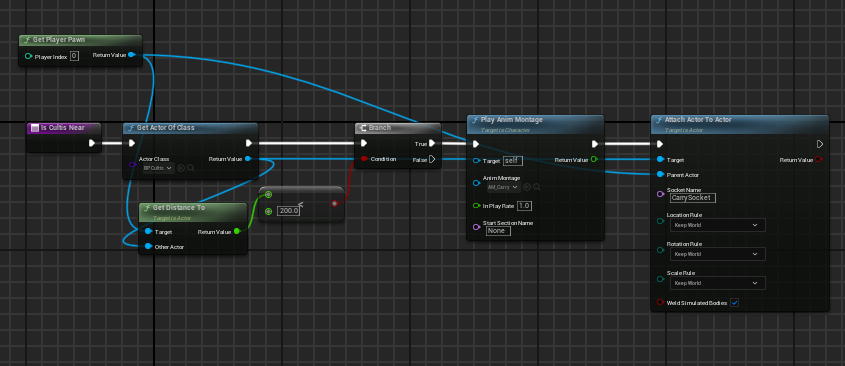 Get Player Pawn
Player Index 0 Return Value
Is Cultis Near
Get Actor Of Class
Actor Class Return Value
BP Cultis
Branch
True
Condition False
Play Anim Montage
Target is Character
Target self Return Value
Anim Montage
AM_Carry
In Play Rate 1.0
Start Section Name
None
Attach Actor To Actor
Target is Actor
Target Return Value
Parent Actor
Socket Name
CarrySocket
Location Rule
Keep World
Rotation Rule
Keep World
Scale Rule
Keep World
Weld Simulated Bodies
Get Distance To
Target is Actor
Target Return Value
Other Actor
<
200.0